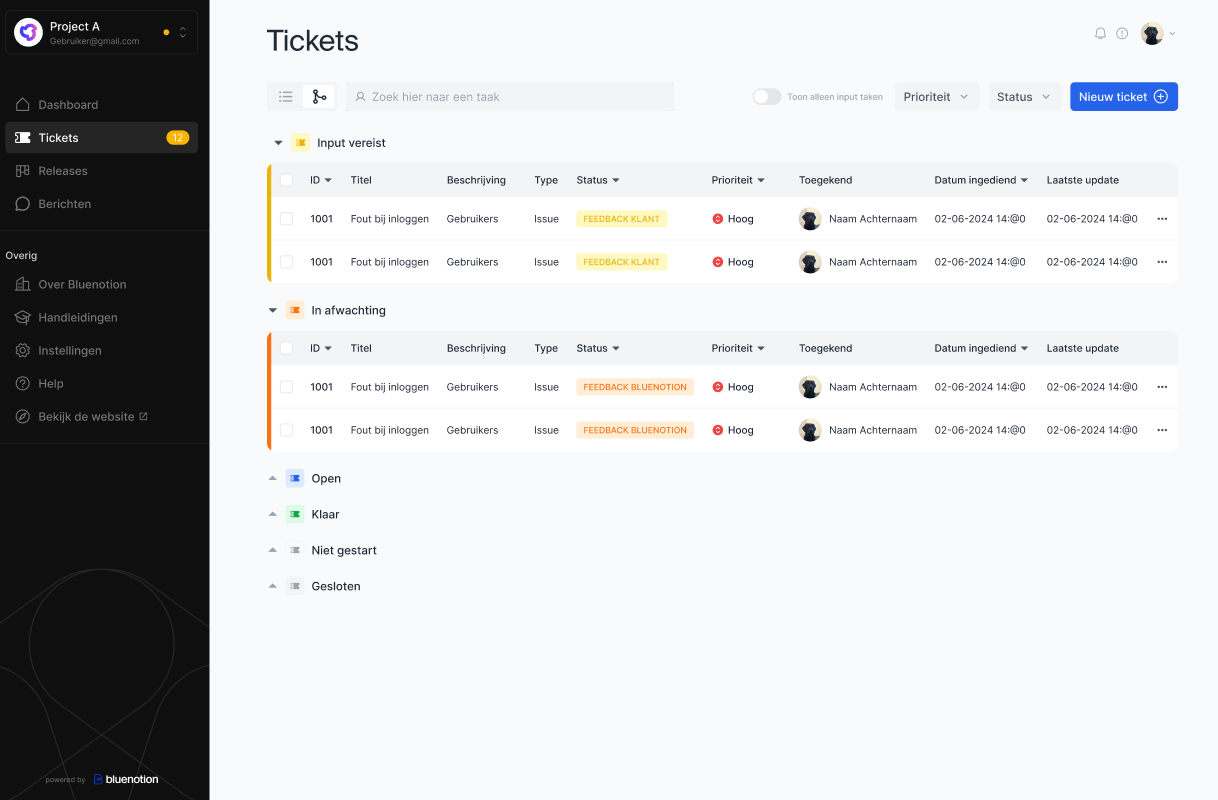 Project A
Gebruiker@gmail.com
Dashboard
Tickets 12
Releases
Berichten
Overig
Over Bluenotion
Handleidingen
Instellingen
Help
Bekijk de website
powered by bluenotion
Tickets
Zoek hier naar een taak Toon alleen input taken Prioriteit Status Nieuw ticket
Input vereist
ID Titel Beschrijving Type Status Prioriteit Toegekend Datum ingediend Laatste update
1001 Fout bij inloggen Gebruikers Issue FEEDBACK KLANT Hoog Naam Achternaam 02-06-2024 14:@0 02-06-2024 14:@0
1001 Fout bij inloggen Gebruikers Issue FEEDBACK KLANT Hoog Naam Achternaam 02-06-2024 14:@0 02-06-2024 14:@0
In afwachting
ID Titel Beschrijving Type Status Prioriteit Toegekend Datum ingediend Laatste update
1001 Fout bij inloggen Gebruikers Issue FEEDBACK BLUENOTION Hoog Naam Achternaam 02-06-2024 14:@0 02-06-2024 14:@0
1001 Fout bij inloggen Gebruikers Issue FEEDBACK BLUENOTION Hoog Naam Achternaam 02-06-2024 14:@0 02-06-2024 14:@0
Open
Klaar
Niet gestart
Gesloten